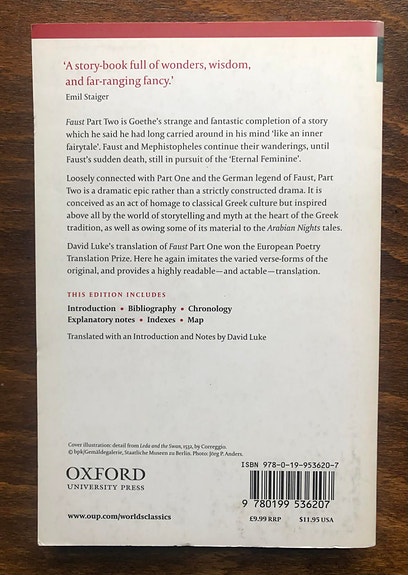 ‘A story-book full of wonders, wisdom,
and far-ranging fancy.’
Emil Staiger
Faust Part Two is Goethe's strange and fantastic completion of a story
which he said he had long carried around in his mind ‘like an inner
fairytale’. Faust and Mephistopheles continue their wanderings, until
Faust's sudden death, still in pursuit of the ‘Eternal Feminine’.
Loosely connected with Part One and the German legend of Faust, Part
Two is a dramatic epic rather than a strictly constructed drama. It is
conceived as an act of homage to classical Greek culture but inspired
above all by the world of storytelling and myth at the heart of the Greek
tradition, as well as owing some of its material to the Arabian Nights tales.
David Luke's translation of Faust Part One won the European Poetry
Translation Prize. Here he again imitates the varied verse-forms of the
original, and provides a highly readable—and actable—translation.
THIS EDITION INCLUDES
Introduction • Bibliography • Chronology
Explanatory notes • Indexes • Map
Translated with an Introduction and Notes by David Luke
Cover illustration: detail from Leda and the Swan, 1532, by Correggio.
© bpk/Gemäldegalerie, Staatliche Museen zu Berlin. Photo: Jörg P. Anders.
OXFORD
UNIVERSITY PRESS
www.oup.com/worldsclassics
ISBN 978-0-19-953620-7
9 780199 536207
£9.99 RRP $11.95 USA